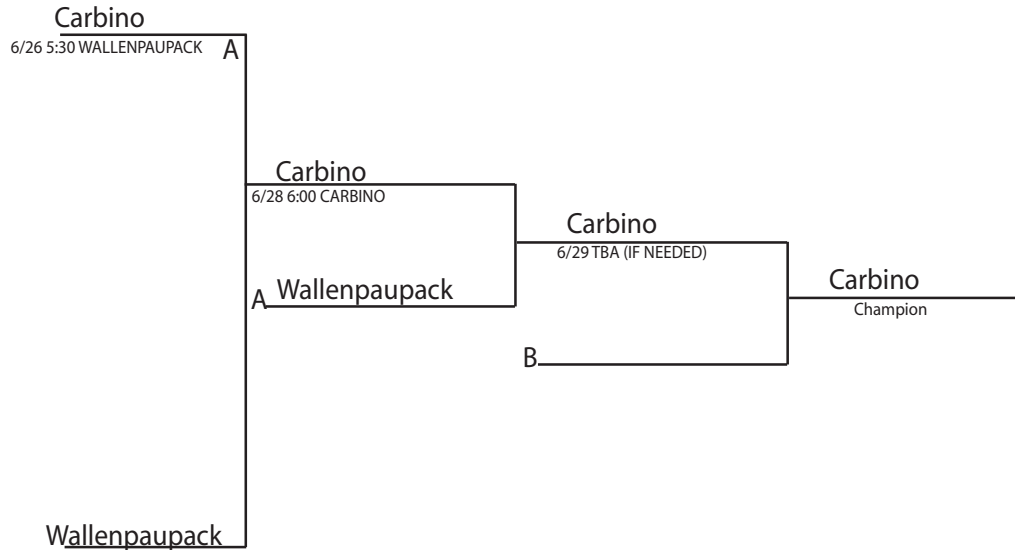 Carbino
6/26 5:30 WALLENPAUPACK
A
Carbino
6/28 6:00 CARBINO
Carbino
6/29 TBA (IF NEEDED)
Carbino
Champion
A
Wallenpaupack
B
Wallenpaupack